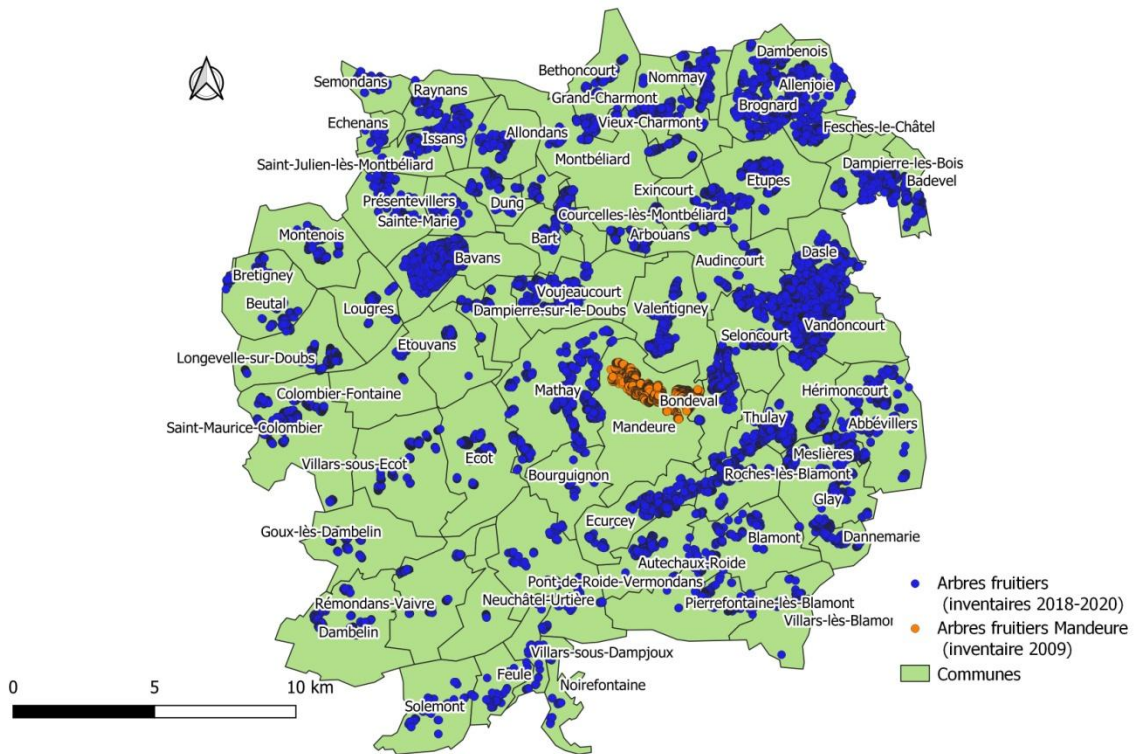 Dambenois
Bethoncourt
Nommay
Semondans
Allenjoie
Raynans
Grand-Charmont
Brognard
Echenans
Issans
Allondans
Vieux-Charmont
Fesches-le-Châtel
Saint-Julien-lès-Montbéliard
Montbéliard
Dampierre-les-Bois
Etupes
Badevel
Exincourt
Présentevillers
Dung
Courcelles-lès-Montbéliard
Sainte-Marie
Montenois
Bart
Arbouans
Dasle
Bavans
Audincourt
Bretigney
Voujeaucourt
Beutal
Lougres
Dampierre-sur-le-Doubs
Valentigney
Vandoncourt
Seloncourt
Etouvans
Longevelle-sur-Doubs
Mathay
Hérimoncourt
Colombier-Fontaine
Bondeval
Thulay
Abbévillers
Saint-Maurice-Colombier
Mandeure
Meslières
Villars-sous-Ecot
Ecot
Bourguignon
Roches-lès-Blamont
Glay
Ecurcey
Goux-lès-Dambelin
Blamont
Dannemarie
Autechaux-Roide
Pont-de-Roide-Vermondans
Rémondans-Vaivre
Neuchâtel-Urtière
Pierrefontaine-lès-Blamont
Villars-lès-Blamon
Dambelin
Villars-sous-Dampjoux
Feule
Noirefontaine
Solemont
Arbres fruitiers
(inventaires 2018-2020)
Arbres fruitiers Mandeure
(inventaire 2009)
Communes
0 5 10 km